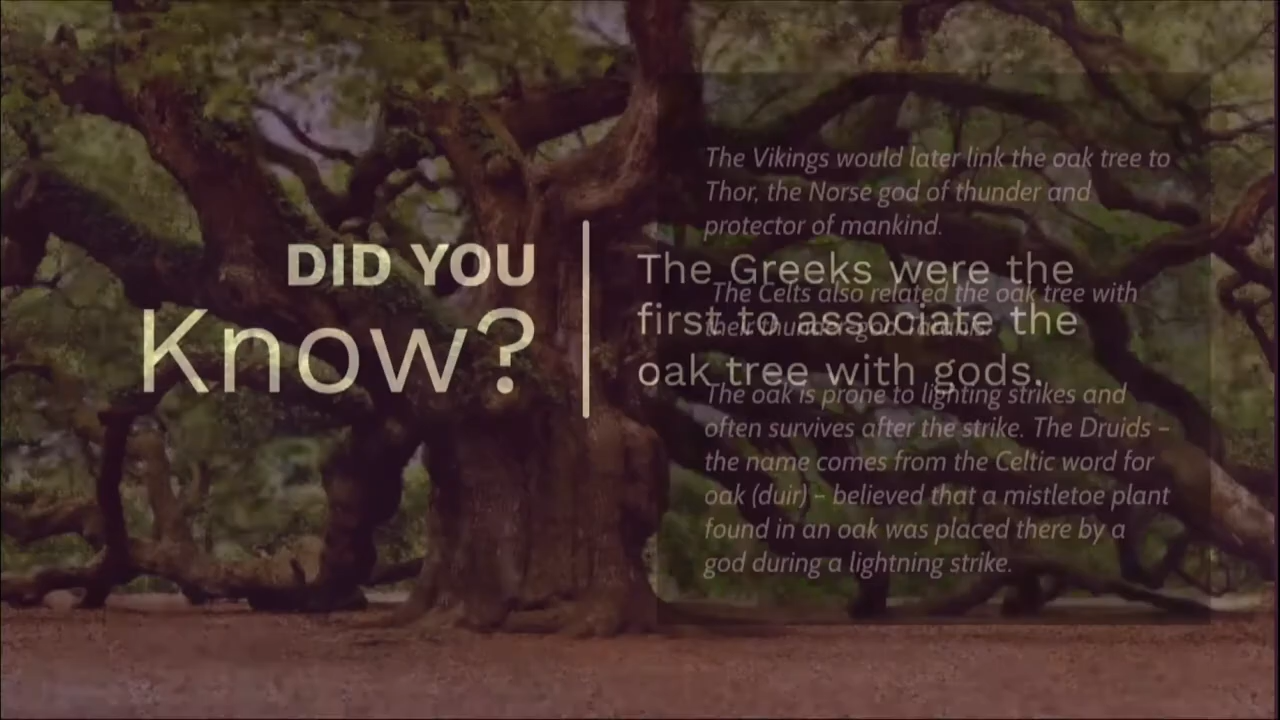 DID YOU
Know?
The Greeks were the
first to associate the
oak tree with gods.
The Vikings would later link the oak tree to
Thor, the Norse god of thunder and
protector of mankind.
The Celts also related the oak tree with
their thunder god
The oak is prone to lighting strikes and
often survives after the strike. The Druids –
the name comes from the Celtic word for
oak (duir) – believed that a mistletoe plant
found in an oak was placed there by a
god during a lightning strike.